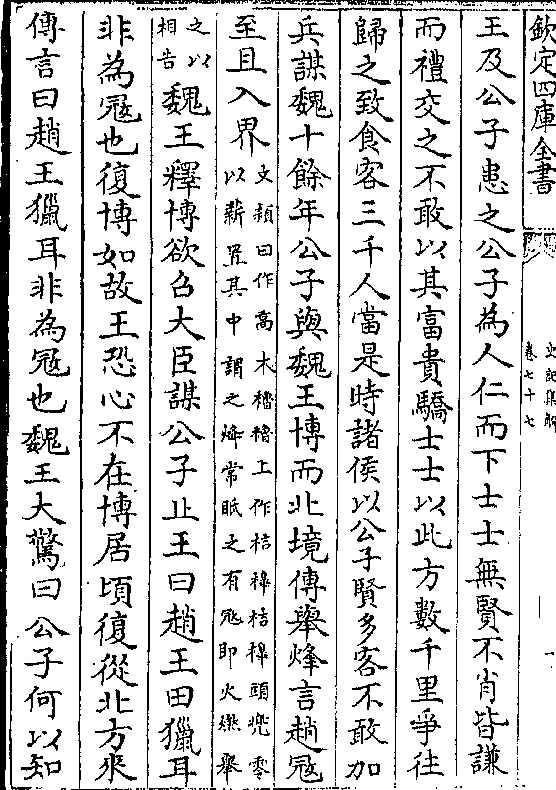 欽定四庫全書
史記集解
卷七十七
一
王及公子患之公子為人仁而下士士無賢不肖皆謙
而禮交之不敢以其富貴驕士士以此方數千里爭往
歸之致食客三千人當是時諸侯以公子賢多客不敢加
兵謀魏十餘年公子與魏王博而北境傳舉烽言趙冦
至且入界
文穎曰作高木櫓櫓上作桔槔桔槔頭兜零
以薪置其中謂之烽常眂之有冦即火燃舉
之以
相告
魏王釋博欲召大臣謀公子止王曰趙王田獵耳
非為冦也復博如故王恐心不在博居頃復從北方來
傳言曰趙王獵耳非為冦也魏王大驚曰公子何以知